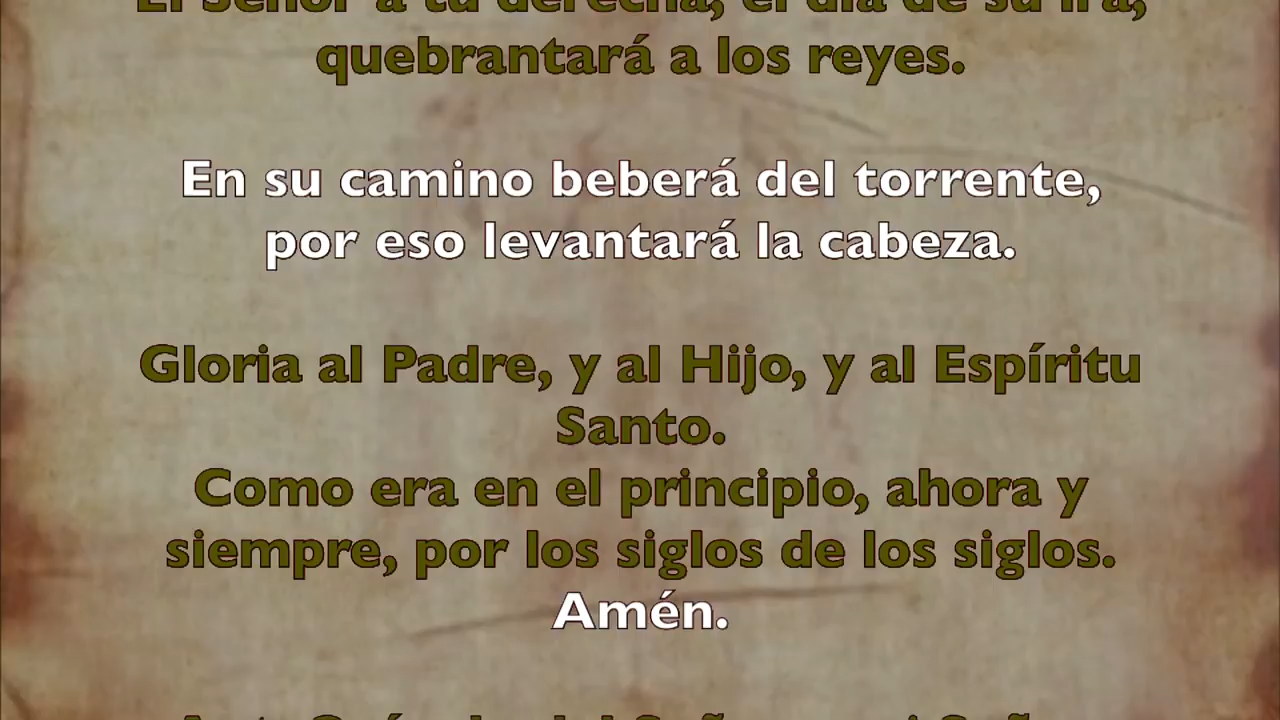 El Señor a tu derecha, el día de su ira,
quebrantará a los reyes.
En su camino beberá del torrente,
por eso levantará la cabeza.
Gloria al Padre, y al Hijo, y al Espíritu
Santo.
Como era en el principio, ahora y
siempre, por los siglos de los siglos.
Amén.